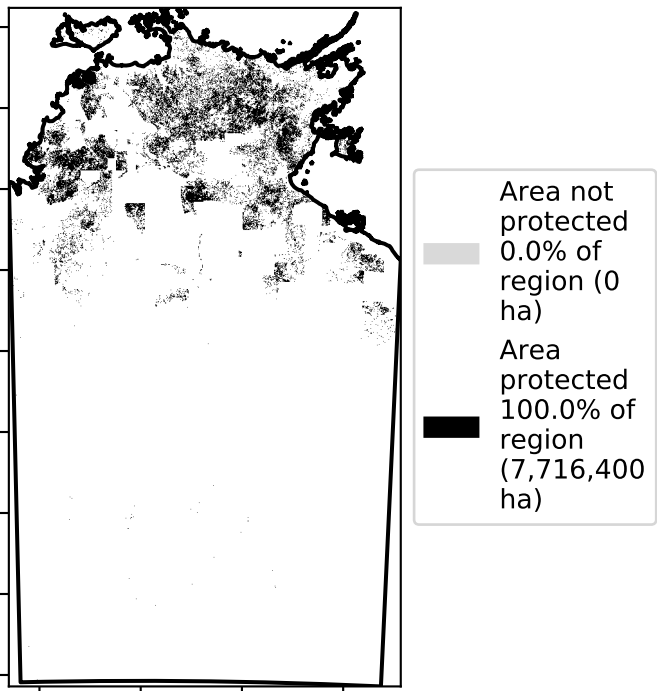 Area not
protected
0.0% of
region (0
ha)
Area
protected
100.0% of
region
(7,716,400
ha)